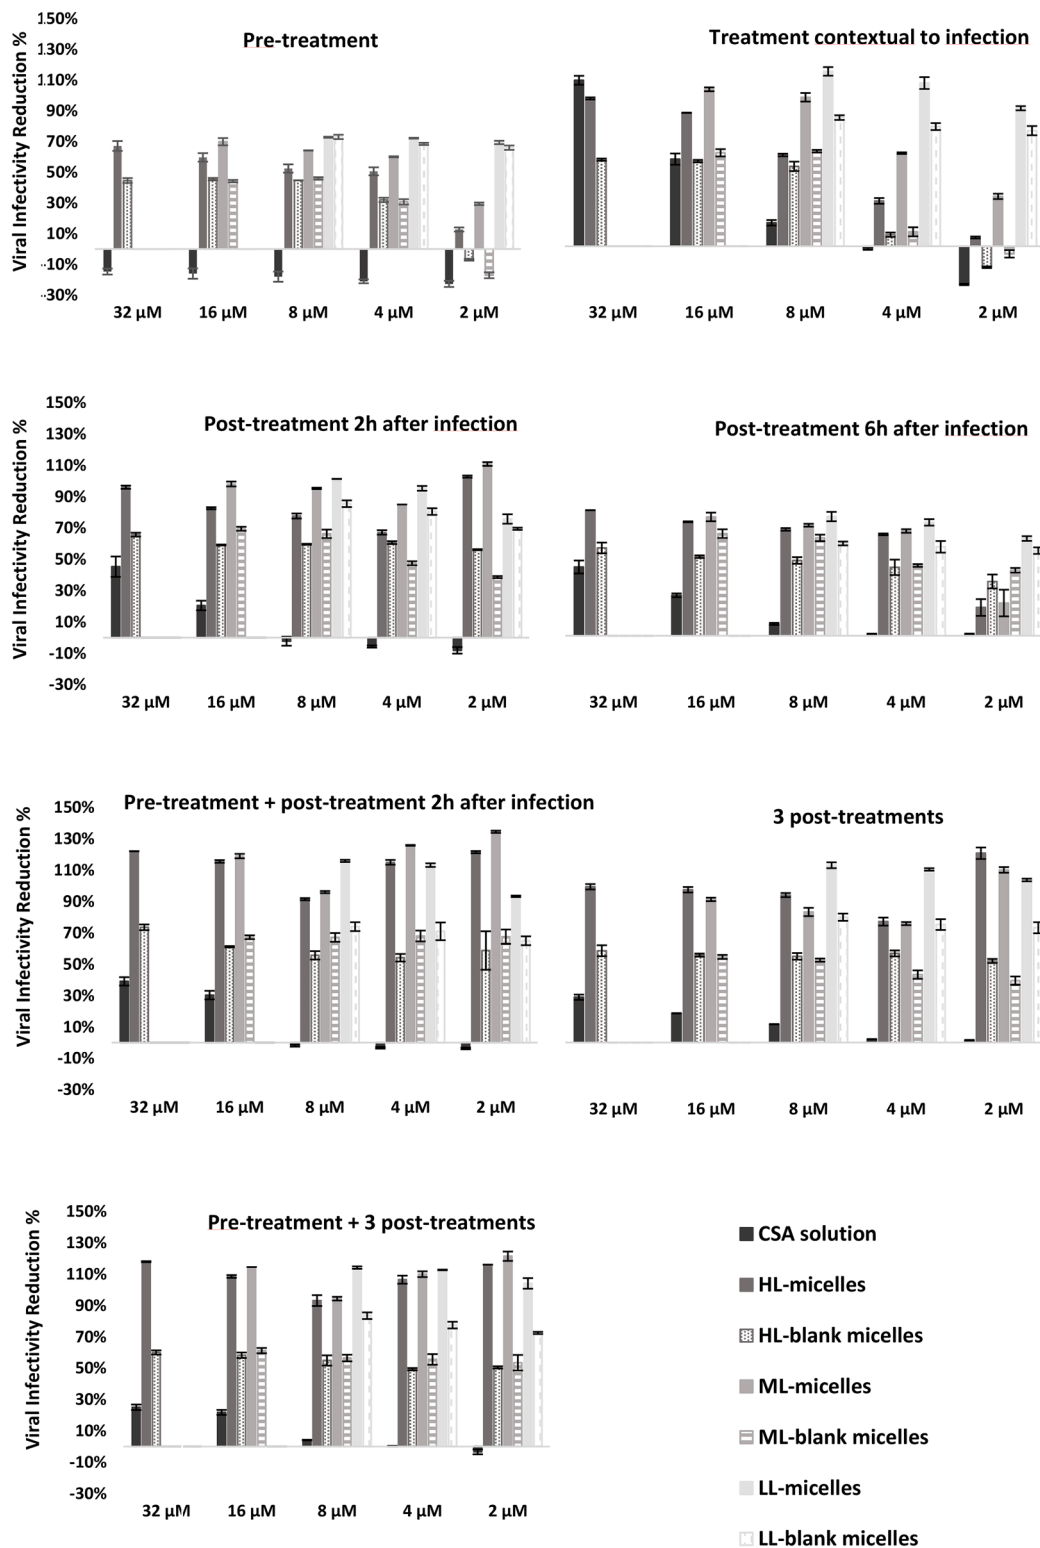 Pre-treatment
Viral Infectivity Reduction %
150%
130%
110%
90%
70%
50%
30%
10%
-10%
-30%
32 µM 16 µM 8 µM 4 µM 2 µM
Treatment contextual to infection
32 µM 16 µM 8 µM 4 µM 2 µM
Post-treatment 2h after infection
Viral Infectivity Reduction %
150%
130%
110%
90%
70%
50%
30%
10%
-10%
-30%
32 µM 16 µM 8 µM 4 µM 2 µM
Post-treatment 6h after infection
32 µM 16 µM 8 µM 4 µM 2 µM
Pre-treatment + post-treatment 2h after infection
Viral Infectivity Reduction %
150%
130%
110%
90%
70%
50%
30%
10%
-10%
-30%
32 µM 16 µM 8 µM 4 µM 2 µM
3 post-treatments
32 µM 16 µM 8 µM 4 µM 2 µM
Pre-treatment + 3 post-treatments
Viral Infectivity Reduction %
150%
130%
110%
90%
70%
50%
30%
10%
-10%
-30%
32 µM 16 µM 8 µM 4 µM 2 µM
CSA solution
HL-micelles
HL-blank micelles
ML-micelles
ML-blank micelles
LL-micelles
LL-blank micelles